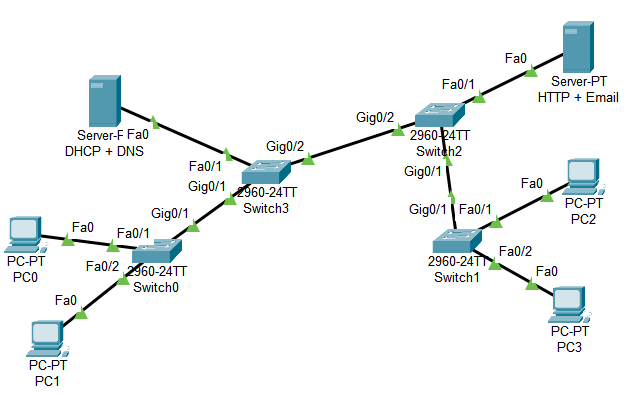 Fa0
Server-PT
HTTP + Email
Fa0/1
Gig0/2
2960-24TT
Switch2
Gig0/1
Server-F Fa0
DHCP + DNS
Fa0/1
Gig0/2
Gig0/1
2960-24TT
Switch3
Gig0/1
Fa0
Fa0/1
PC-PT
PC0
Fa0/2
2960-24TT
Switch0
Fa0
PC-PT
PC1
Fa0
PC-PT
PC2
Gig0/1
Fa0/1
2960-24TT
Switch1
Fa0/2
Fa0
PC-PT
PC3